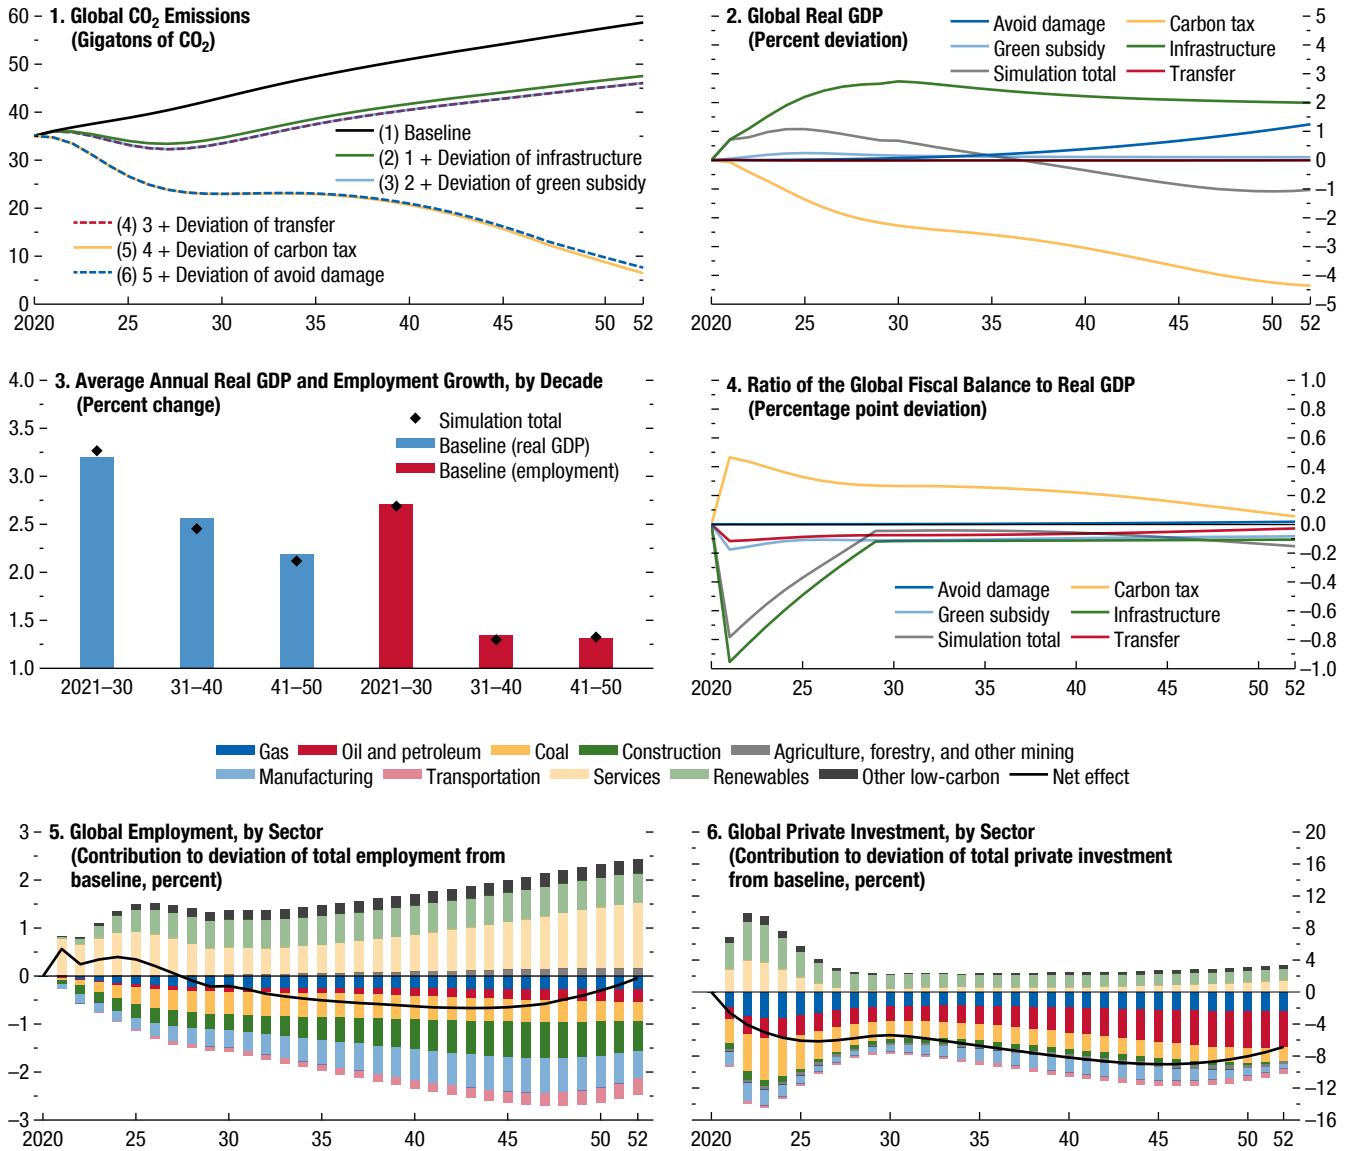 1. Global CO₂ Emissions
(Gigatons of CO₂)
60
50
40
30
20
10
0
(1) Baseline
(2) 1 + Deviation of infrastructure
(3) 2 + Deviation of green subsidy
(4) 3 + Deviation of transfer
(5) 4 + Deviation of carbon tax
(6) 5 + Deviation of avoid damage
2020 25 30 35 40 45 50 52
2. Global Real GDP
(Percent deviation)
Avoid damage Carbon tax
Green subsidy Infrastructure
Simulation total Transfer
5
4
3
2
1
0
–1
–2
–3
–4
–5
2020 25 30 35 40 45 50 52
3. Average Annual Real GDP and Employment Growth, by Decade
(Percent change)
4.0
3.5
3.0
2.5
2.0
1.5
1.0
Simulation total
Baseline (real GDP)
Baseline (employment)
2021–30 31–40 41–50 2021–30 31–40 41–50
4. Ratio of the Global Fiscal Balance to Real GDP
(Percentage point deviation)
1.0
0.8
0.6
0.4
0.2
0.0
–0.2
–0.4
–0.6
–0.8
–1.0
Avoid damage Carbon tax
Green subsidy Infrastructure
Simulation total Transfer
2020 25 30 35 40 45 50 52
Gas Oil and petroleum Coal Construction Agriculture, forestry, and other mining
Manufacturing Transportation Services Renewables Other low-carbon Net effect
5. Global Employment, by Sector
(Contribution to deviation of total employment from
baseline, percent)
3
2
1
0
–1
–2
–3
2020 25 30 35 40 45 50 52
6. Global Private Investment, by Sector
(Contribution to deviation of total private investment
from baseline, percent)
20
16
12
8
4
0
–4
–8
–12
–16
2020 25 30 35 40 45 50 52